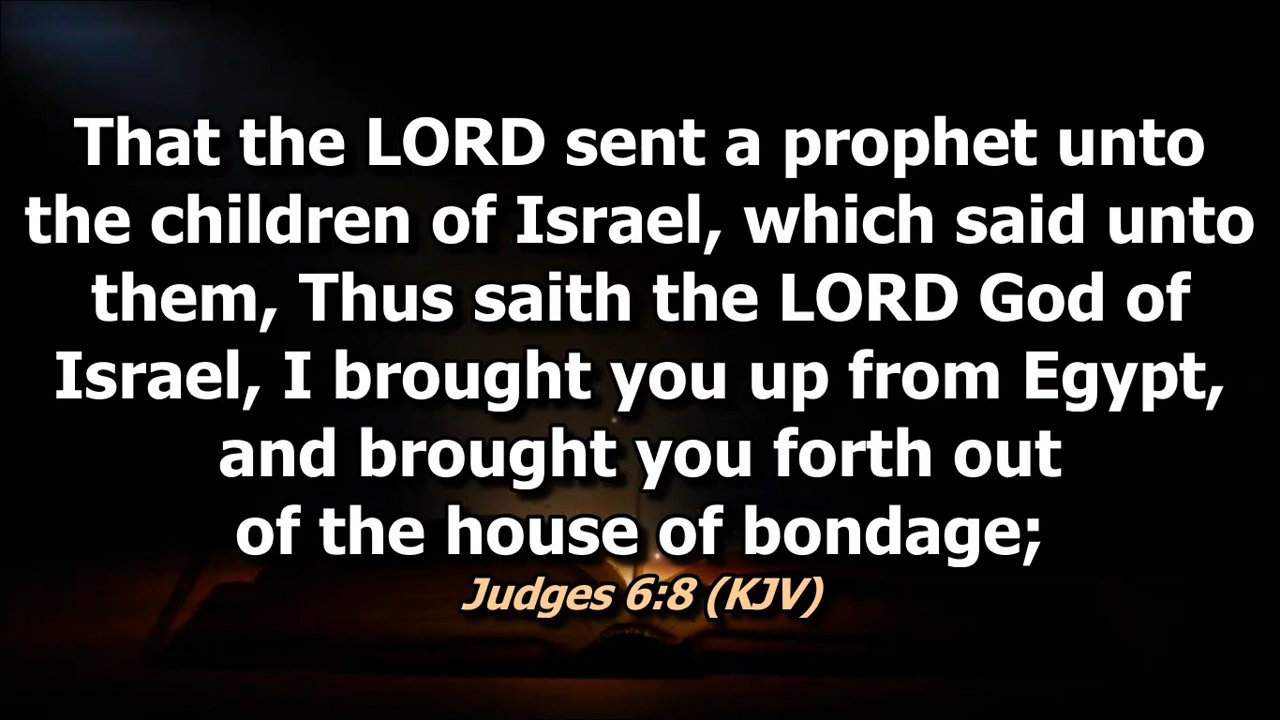 That the LORD sent a prophet unto
the children of Israel, which said unto
them, Thus saith the LORD God of
Israel, I brought you up from Egypt,
and brought you forth out
of the house of bondage;
Judges 6:8 (KJV)